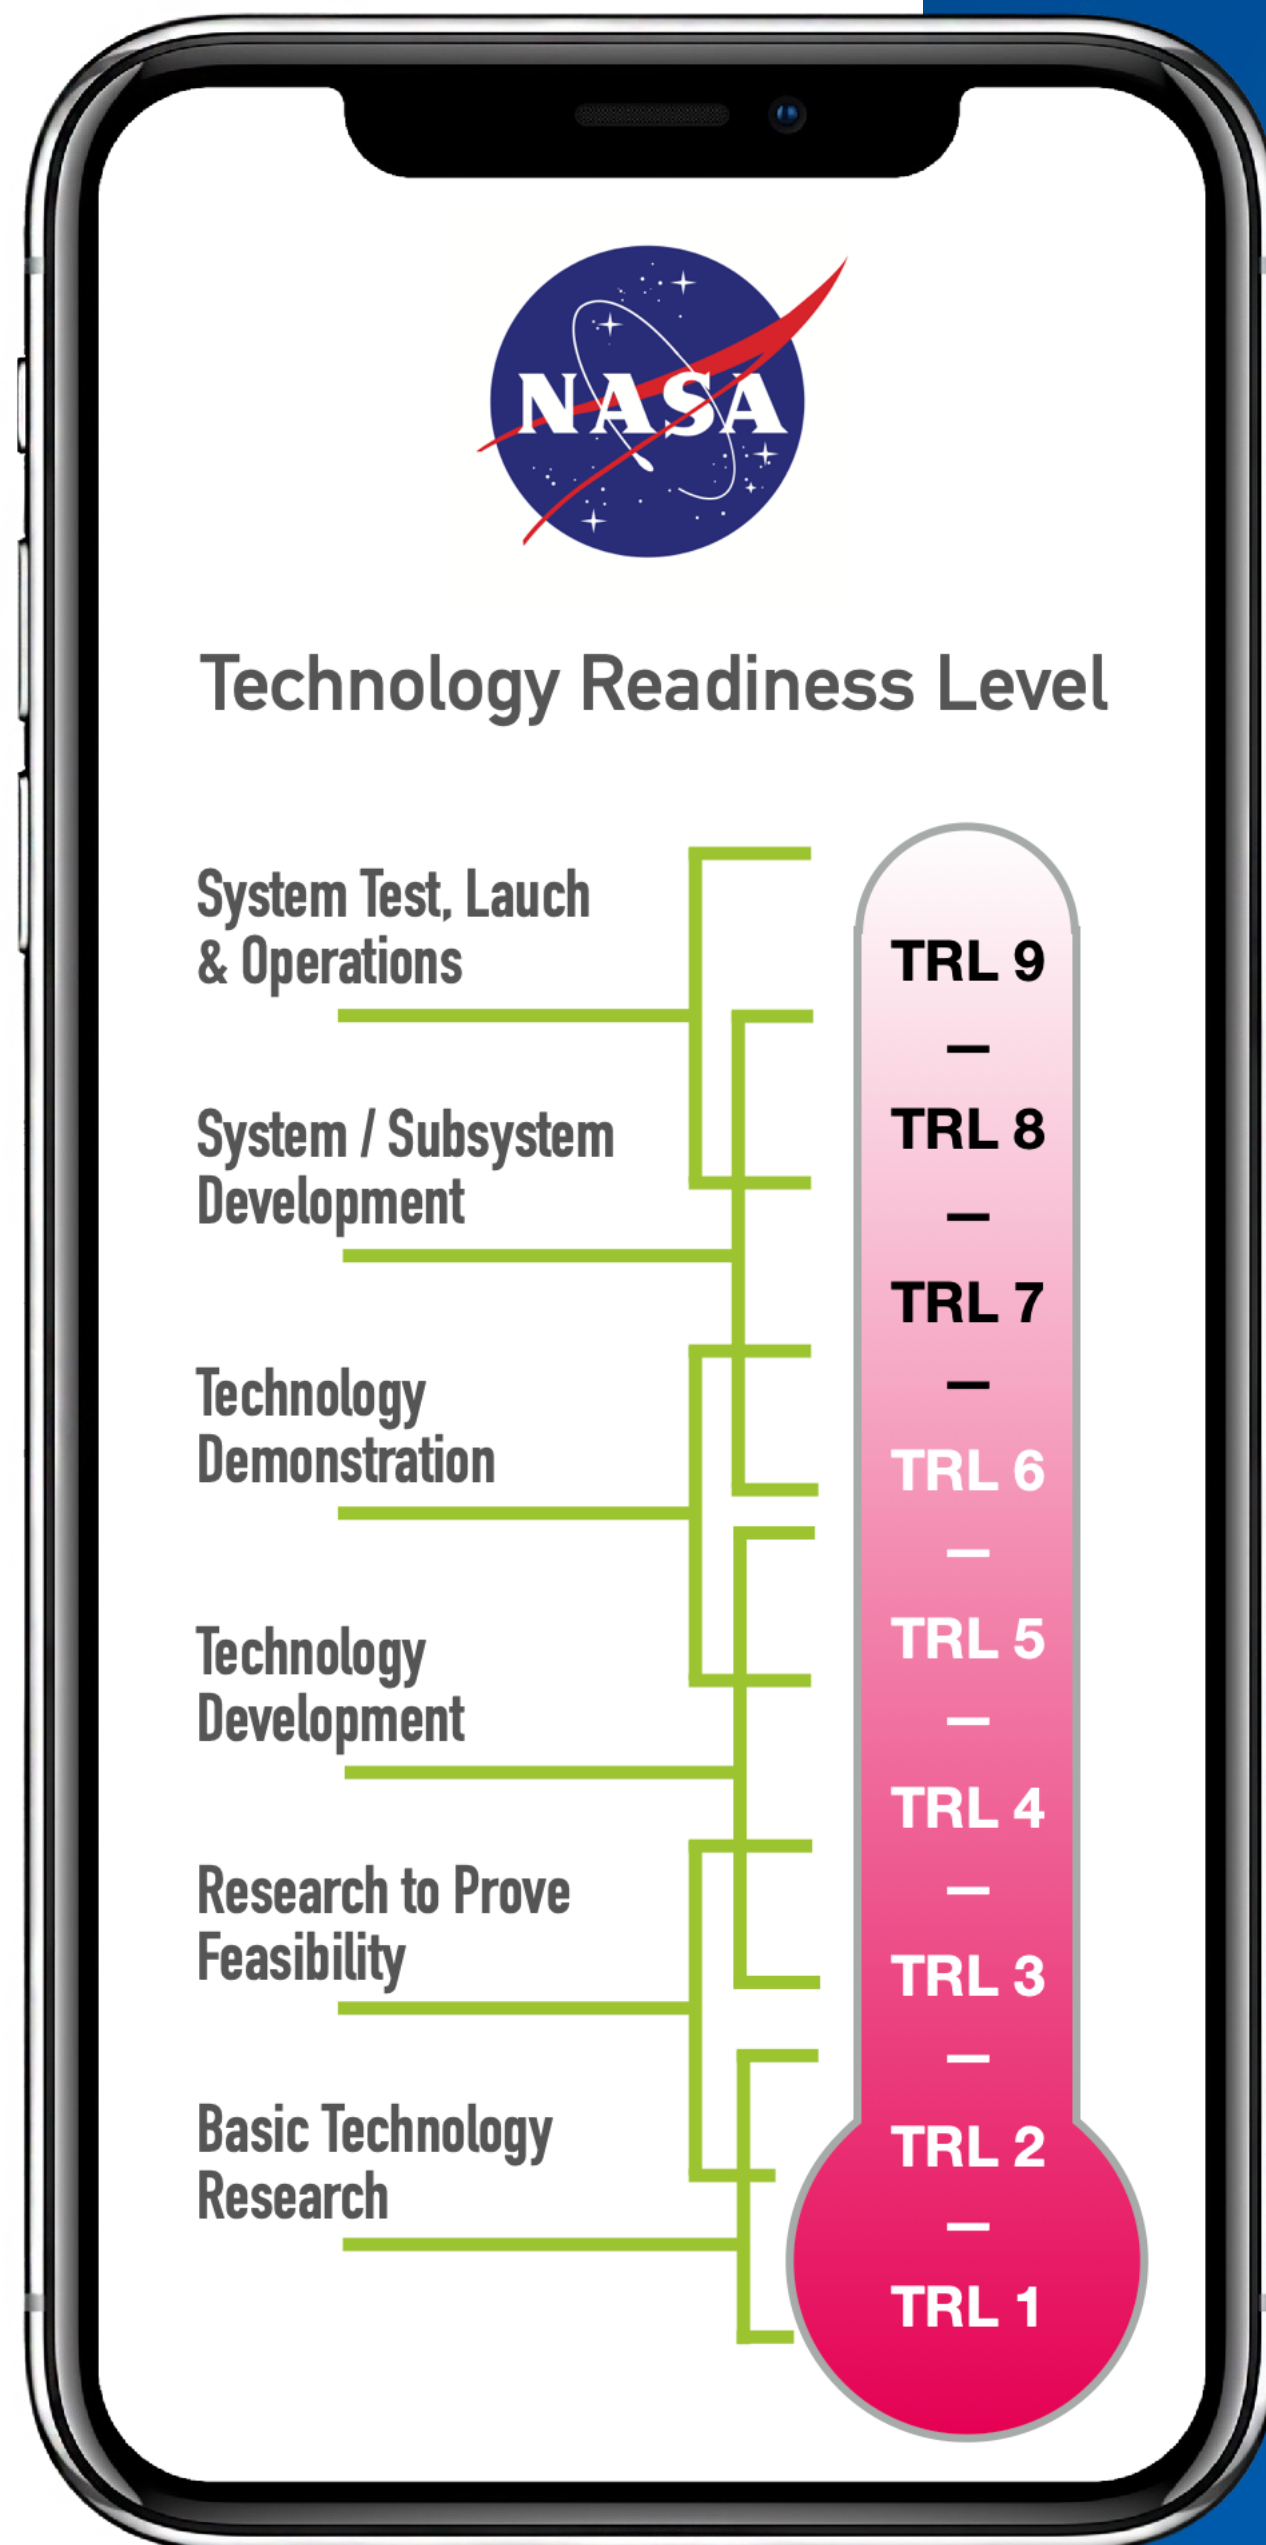 NASA
Technology Readiness Level
System Test, Lauch
& Operations
System / Subsystem
Development
Technology
Demonstration
Technology
Development
Research to Prove
Feasibility
Basic Technology
Research
TRL 9
–
TRL 8
–
TRL 7
–
TRL 6
–
TRL 5
–
TRL 4
–
TRL 3
–
TRL 2
–
TRL 1